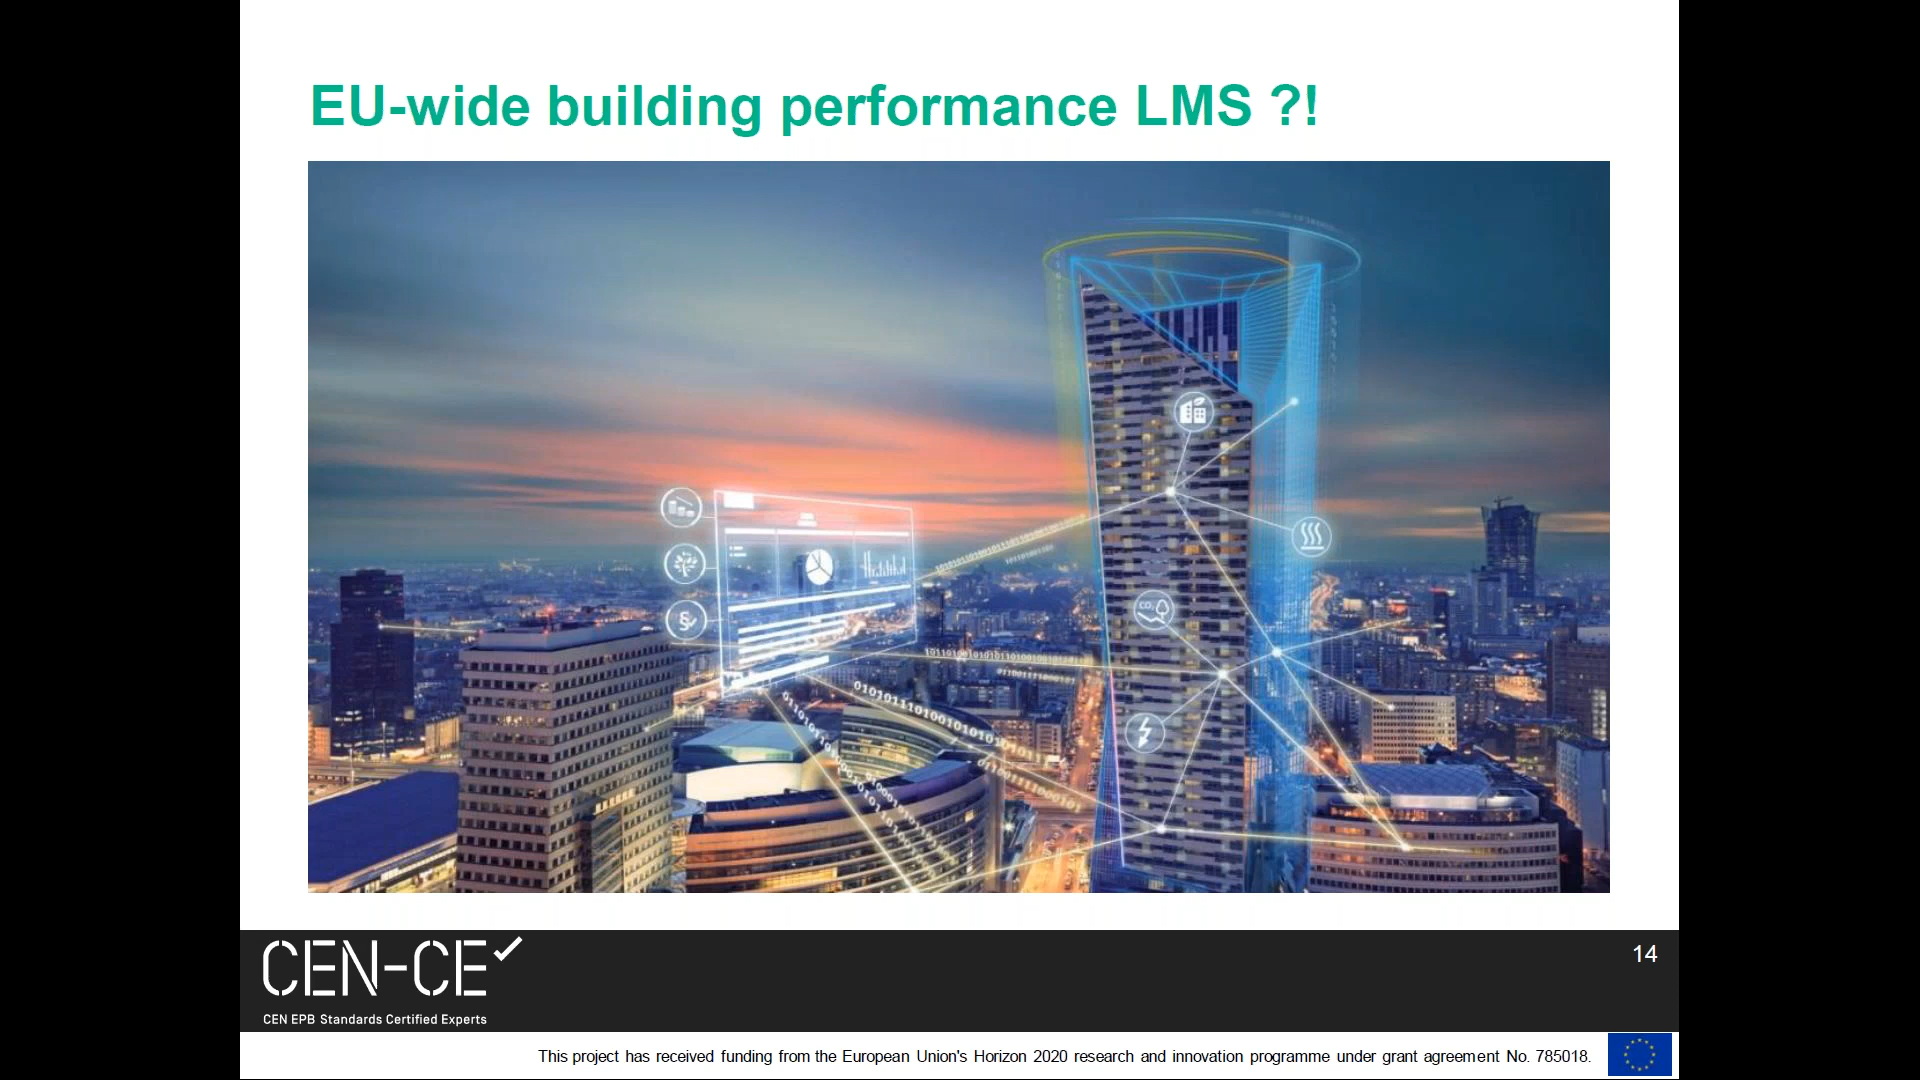 EU-wide building performance LMS ?!
CO₂
§
CEN-CE
14
CEN EPB Standards Certified Experts
This project has received funding from the European Union's Horizon 2020 research and innovation programme under grant agreement No. 785018.